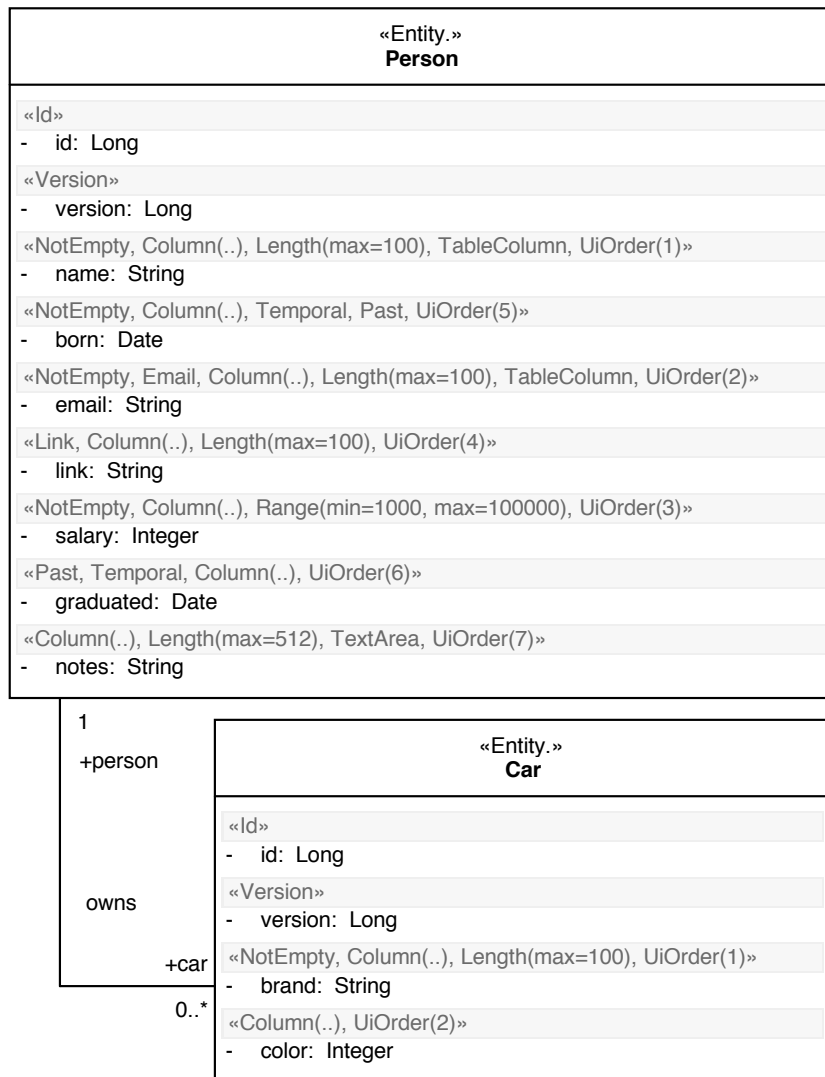 «Entity.»
Person
«Id»
- id: Long
«Version»
- version: Long
«NotEmpty, Column(..), Length(max=100), TableColumn, UiOrder(1)»
- name: String
«NotEmpty, Column(..), Temporal, Past, UiOrder(5)»
- born: Date
«NotEmpty, Email, Column(..), Length(max=100), TableColumn, UiOrder(2)»
- email: String
«Link, Column(..), Length(max=100), UiOrder(4)»
- link: String
«NotEmpty, Column(..), Range(min=1000, max=100000), UiOrder(3)»
- salary: Integer
«Past, Temporal, Column(..), UiOrder(6)»
- graduated: Date
«Column(..), Length(max=512), TextArea, UiOrder(7)»
- notes: String
1
+person
owns
+car
0..*
«Entity.»
Car
«Id»
- id: Long
«Version»
- version: Long
«NotEmpty, Column(..), Length(max=100), UiOrder(1)»
- brand: String
«Column(..), UiOrder(2)»
- color: Integer